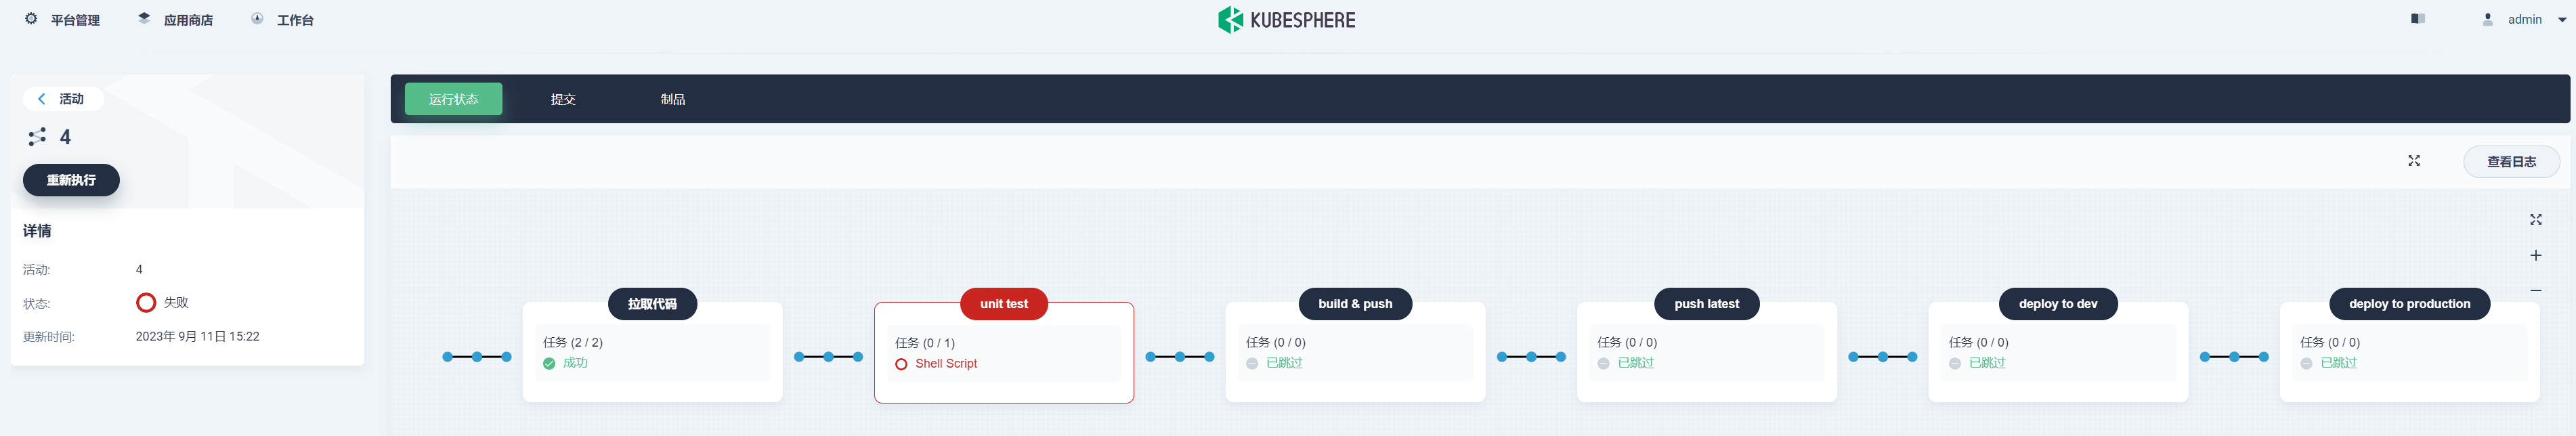 平台管理
应用商店
工作台
KUBESPHERE
admin
活动
4
重新执行
详情
活动: 4
状态: 失败
更新时间: 2023年 9月 11日 15:22
运行状态
提交
制品
查看日志
拉取代码
任务 (2 / 2)
成功
unit test
任务 (0 / 1)
Shell Script
build & push
任务 (0 / 0)
已跳过
push latest
任务 (0 / 0)
已跳过
deploy to dev
任务 (0 / 0)
已跳过
deploy to production
任务 (0 / 0)
已跳过